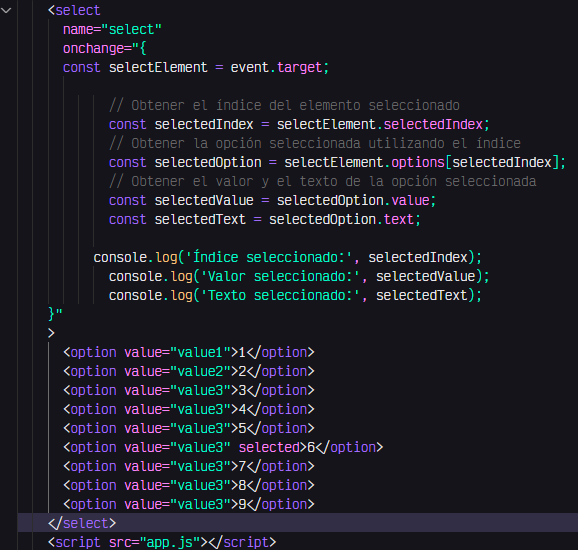 <select
name="select"
onchange="{
const selectElement = event.target;
// Obtener el índice del elemento seleccionado
const selectedIndex = selectElement.selectedIndex;
// Obtener la opción seleccionada utilizando el índice
const selectedOption = selectElement.options[selectedIndex];
// Obtener el valor y el texto de la opción seleccionada
const selectedValue = selectedOption.value;
const selectedText = selectedOption.text;
console.log('Índice seleccionado:', selectedIndex);
console.log('Valor seleccionado:', selectedValue);
console.log('Texto seleccionado:', selectedText);
}"
>
<option value="value1">1</option>
<option value="value2">2</option>
<option value="value3">3</option>
<option value="value3">4</option>
<option value="value3">5</option>
<option value="value3" selected>6</option>
<option value="value3">7</option>
<option value="value3">8</option>
<option value="value3">9</option>
</select>
<script src="app.js"></script>